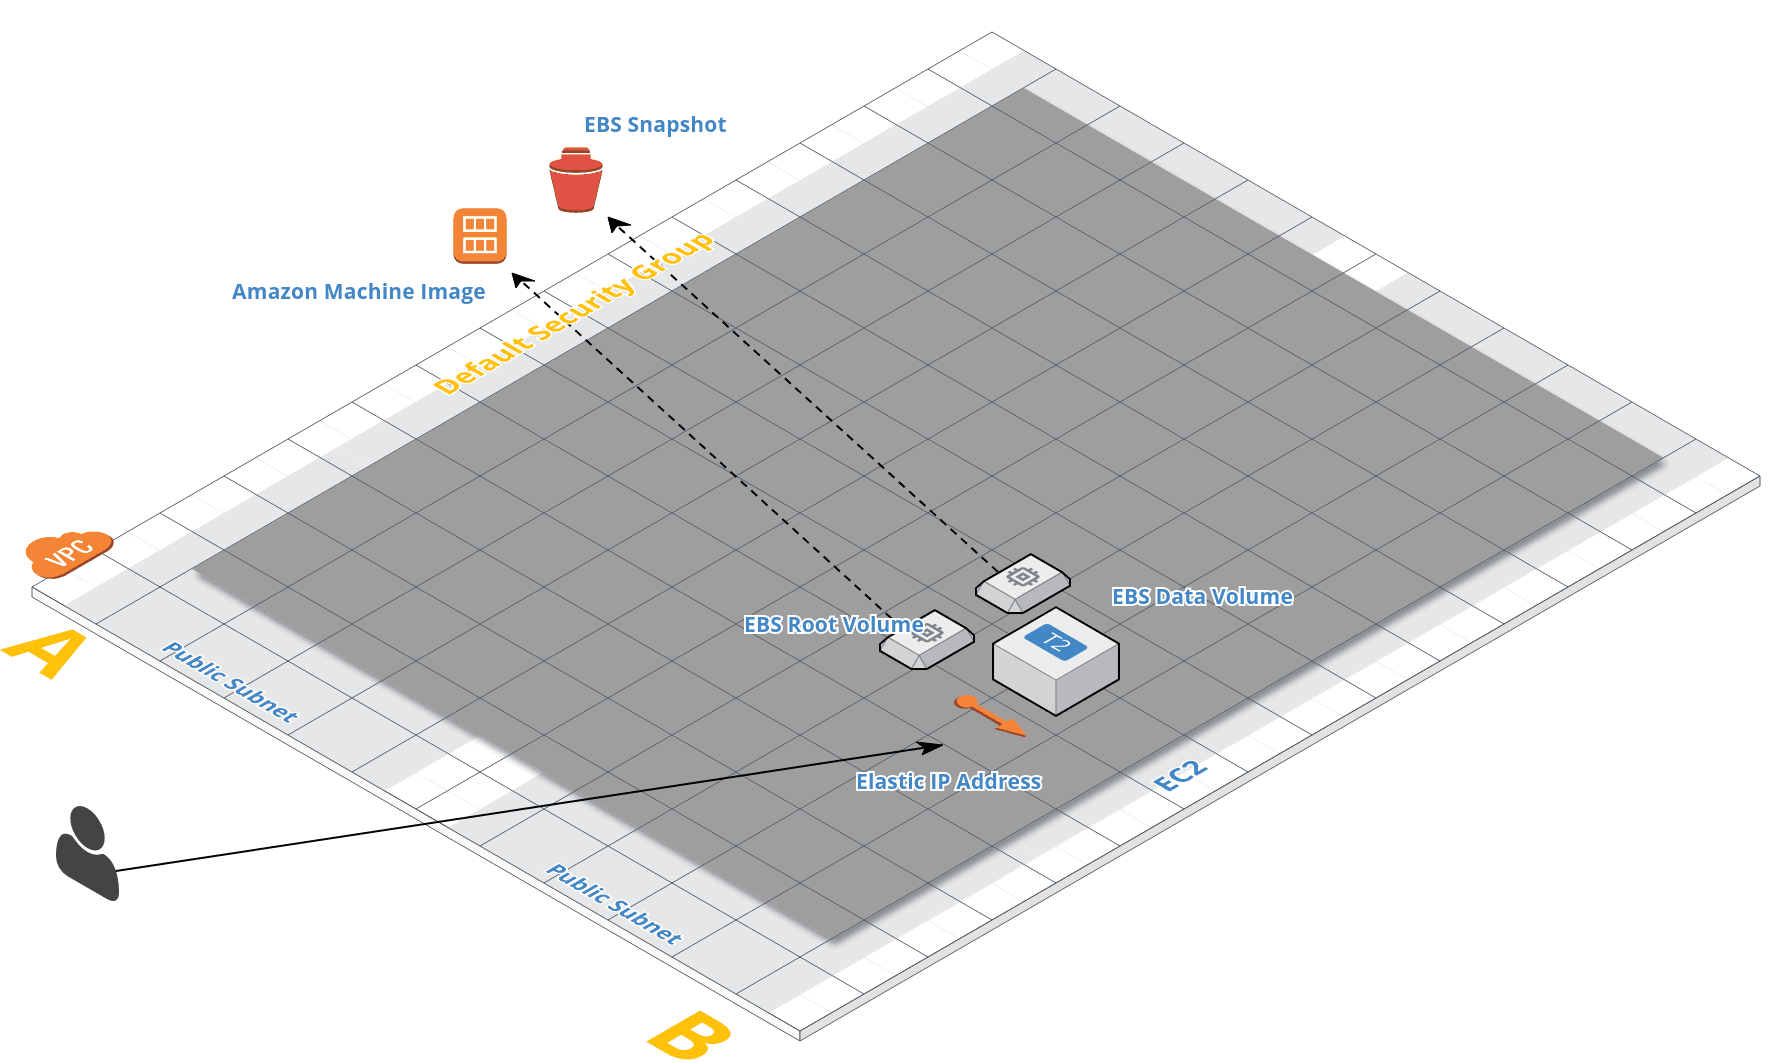 EBS Snapshot
Default Security Group
Amazon Machine Image
VPC
EBS Data Volume
EBS Root Volume
T2
A
Public Subnet
Elastic IP Address
EC2
Public Subnet
B